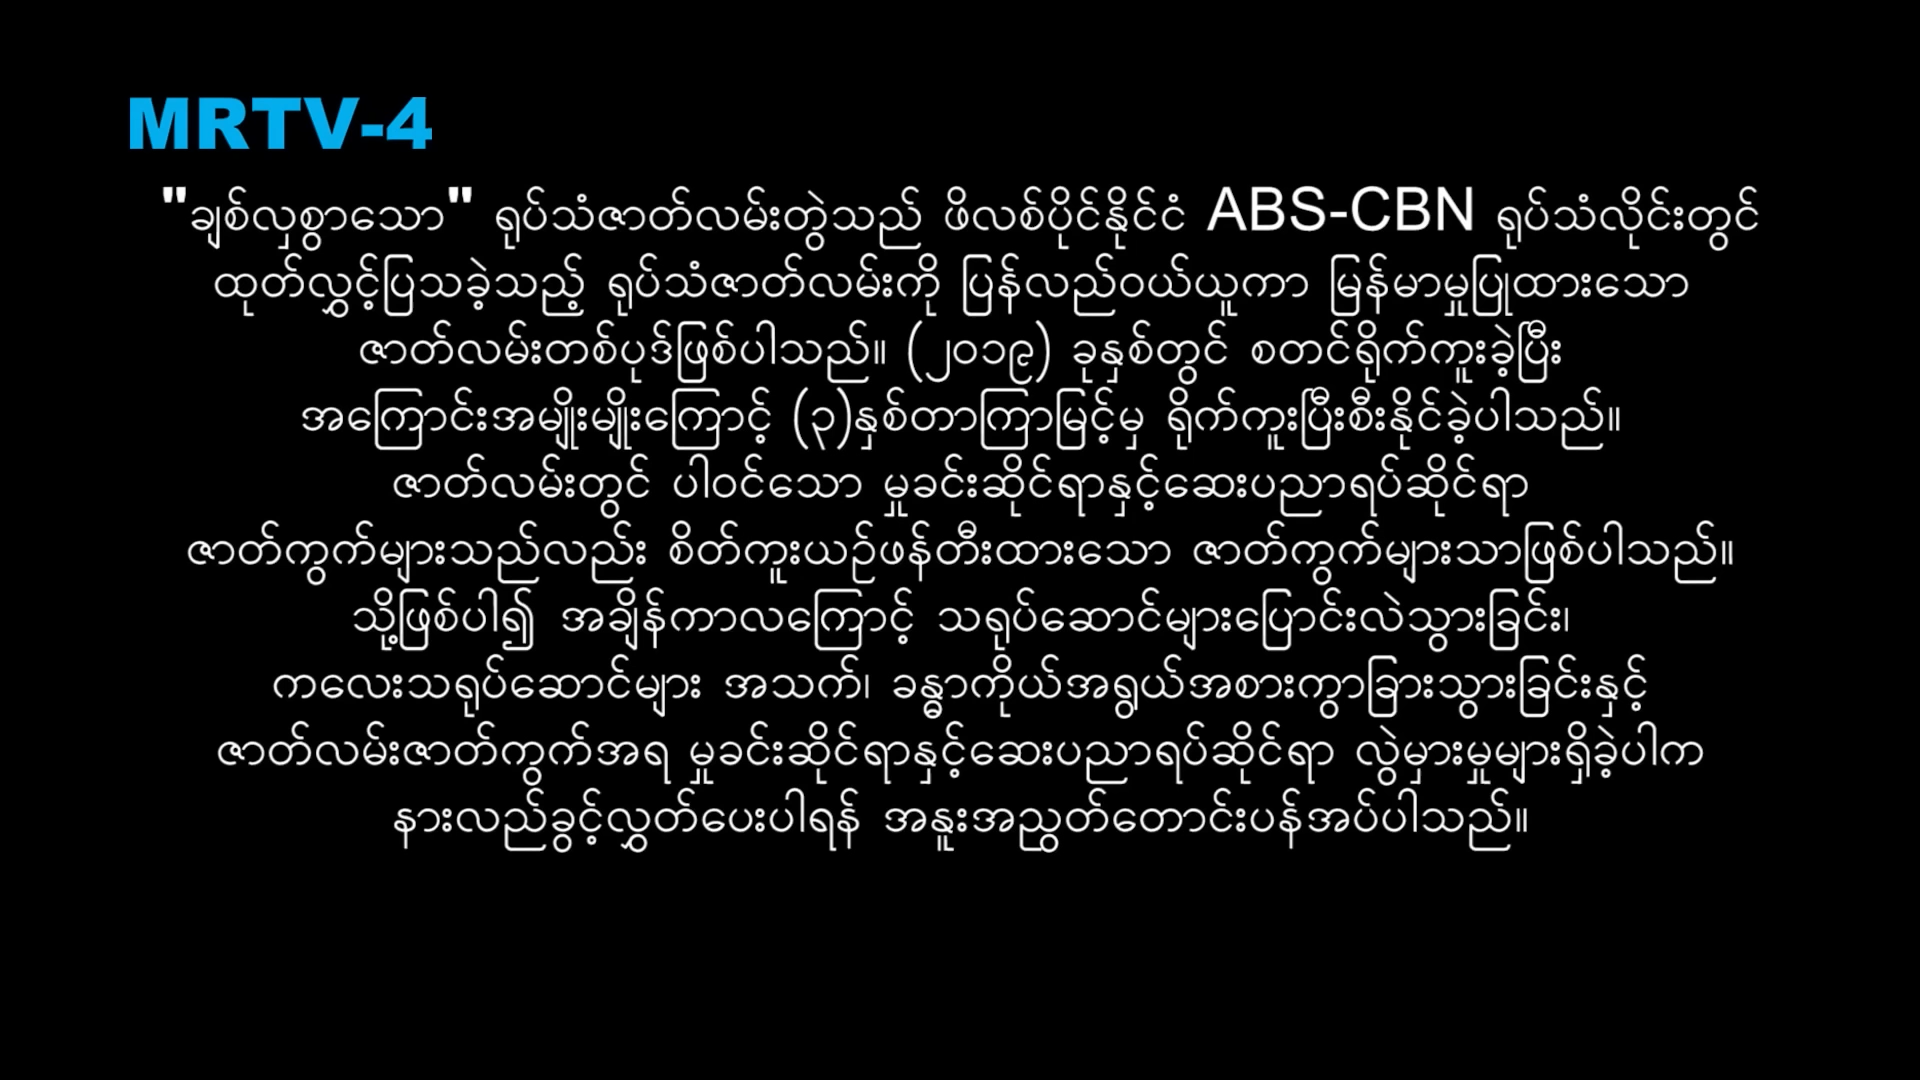 MRTV-4
"ချစ်လှစွာသော" ရုပ်သံဇာတ်လမ်းတွဲသည် ဖိလစ်ပိုင်နိုင်ငံ ABS-CBN ရုပ်သံလိုင်းတွင်
ထုတ်လွှင့်ပြသခဲ့သည့် ရုပ်သံဇာတ်လမ်းကို ပြန်လည်ဝယ်ယူကာ မြန်မာမှုပြုထားသော
ဇာတ်လမ်းတစ်ပုဒ်ဖြစ်ပါသည်။ (၂၀၁၉) ခုနှစ်တွင် စတင်ရိုက်ကူးခဲ့ပြီး
အကြောင်းအမျိုးမျိုးကြောင့် (၃)နှစ်တာကြာမြင့်မှ ရိုက်ကူးပြီးစီးနိုင်ခဲ့ပါသည်။
ဇာတ်လမ်းတွင် ပါဝင်သော မှုခင်းဆိုင်ရာနှင့်ဆေးပညာရပ်ဆိုင်ရာ
ဇာတ်ကွက်များသည်လည်း စိတ်ကူးယဉ်ဖန်တီးထားသော ဇာတ်ကွက်များသာဖြစ်ပါသည်။
သို့ဖြစ်ပါ၍ အချိန်ကာလကြောင့် သရုပ်ဆောင်များပြောင်းလဲသွားခြင်း၊
ကလေးသရုပ်ဆောင်များ အသက်၊ ခန္ဓာကိုယ်အရွယ်အစားကွာခြားသွားခြင်းနှင့်
ဇာတ်လမ်းဇာတ်ကွက်အရ မှုခင်းဆိုင်ရာနှင့်ဆေးပညာရပ်ဆိုင်ရာ လွဲမှားမှုများရှိခဲ့ပါက
နားလည်ခွင့်လွှတ်ပေးပါရန် အနူးအညွတ်တောင်းပန်အပ်ပါသည်။